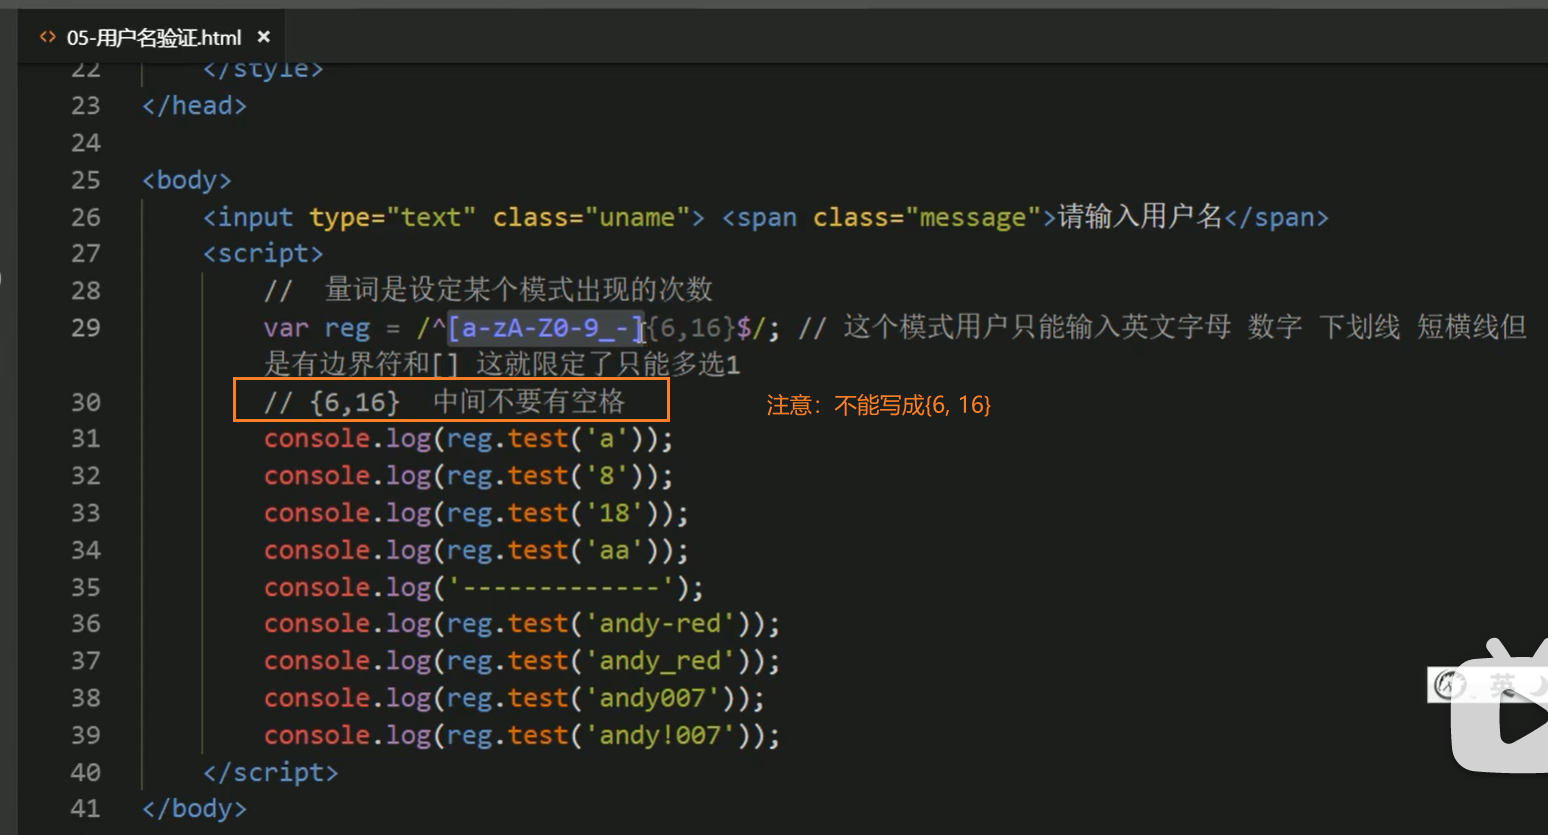 05-用户名验证.html ×
22 </style>
23 </head>
24
25 <body>
26 <input type="text" class="uname"> <span class="message">请输入用户名</span>
27 <script>
28 // 量词是设定某个模式出现的次数
29 var reg = /^[a-zA-Z0-9_-]{6,16}$/; // 这个模式用户只能输入英文字母 数字 下划线 短横线但
是有边界符和[] 这就限定了只能多选1
30 // {6,16} 中间不要有空格
注意：不能写成{6, 16}
31 console.log(reg.test('a'));
32 console.log(reg.test('8'));
33 console.log(reg.test('18'));
34 console.log(reg.test('aa'));
35 console.log('-------------');
36 console.log(reg.test('andy-red'));
37 console.log(reg.test('andy_red'));
38 console.log(reg.test('andy007'));
39 console.log(reg.test('andy!007'));
英
40 </script>
41 </body>